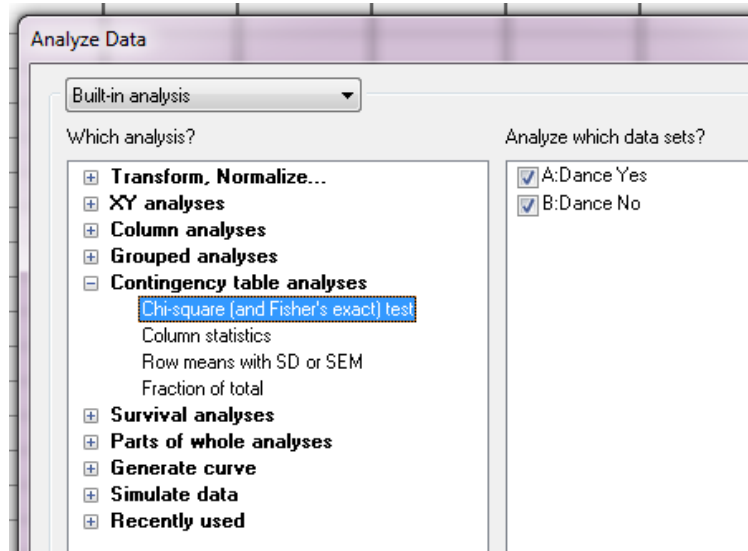 Analyze Data
Built-in analysis
Which analysis?
Transform, Normalize...
XY analyses
Column analyses
Grouped analyses
Contingency table analyses
Chi-square (and Fisher's exact) test
Column statistics
Row means with SD or SEM
Fraction of total
Survival analyses
Parts of whole analyses
Generate curve
Simulate data
Recently used
Analyze which data sets?
A:Dance Yes
B:Dance No